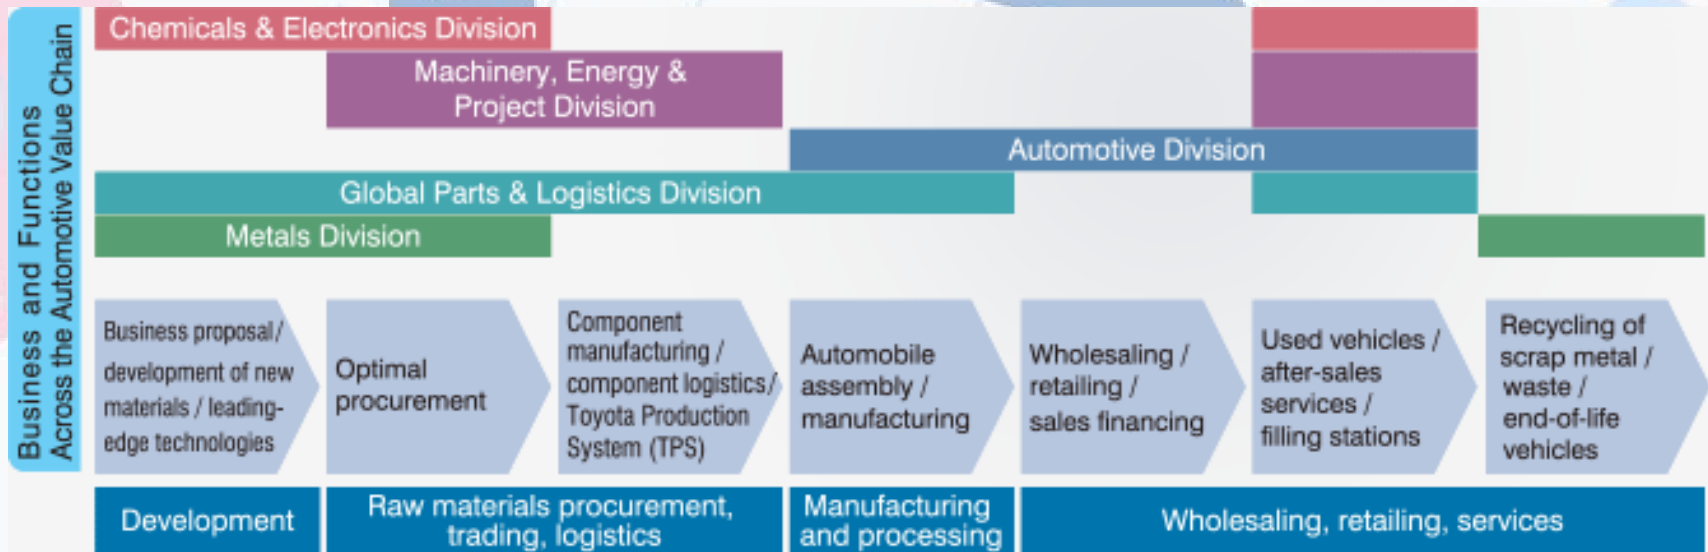 Business and Functions
Across the Automotive Value Chain
Chemicals & Electronics Division
Machinery, Energy &
Project Division
Automotive Division
Global Parts & Logistics Division
Metals Division
Business proposal/
development of new
materials / leading-
edge technologies
Optimal
procurement
Component
manufacturing /
component logistics/
Toyota Production
System (TPS)
Automobile
assembly /
manufacturing
Wholesaling /
retailing /
sales financing
Used vehicles /
after-sales
services /
filling stations
Recycling of
scrap metal /
waste /
end-of-life
vehicles
Development
Raw materials procurement,
trading, logistics
Manufacturing
and processing
Wholesaling, retailing, services